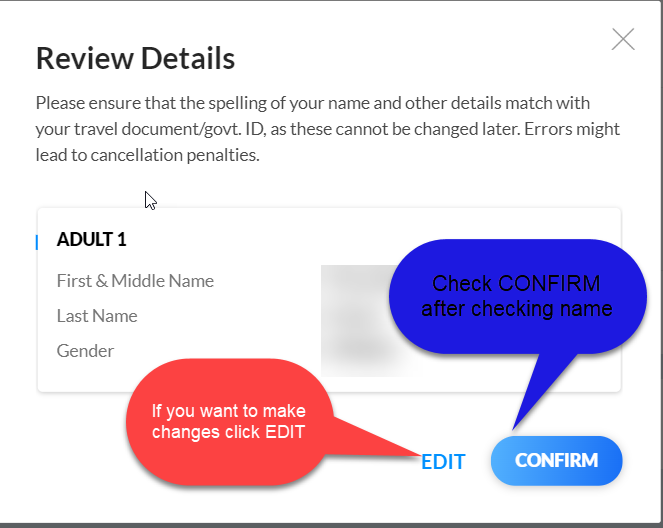 Review Details
Please ensure that the spelling of your name and other details match with
your travel document/govt. ID, as these cannot be changed later. Errors might
lead to cancellation penalties.
ADULT 1
First & Middle Name
Last Name
Gender
Check CONFIRM
after checking name
If you want to make
changes click EDIT
EDIT
CONFIRM